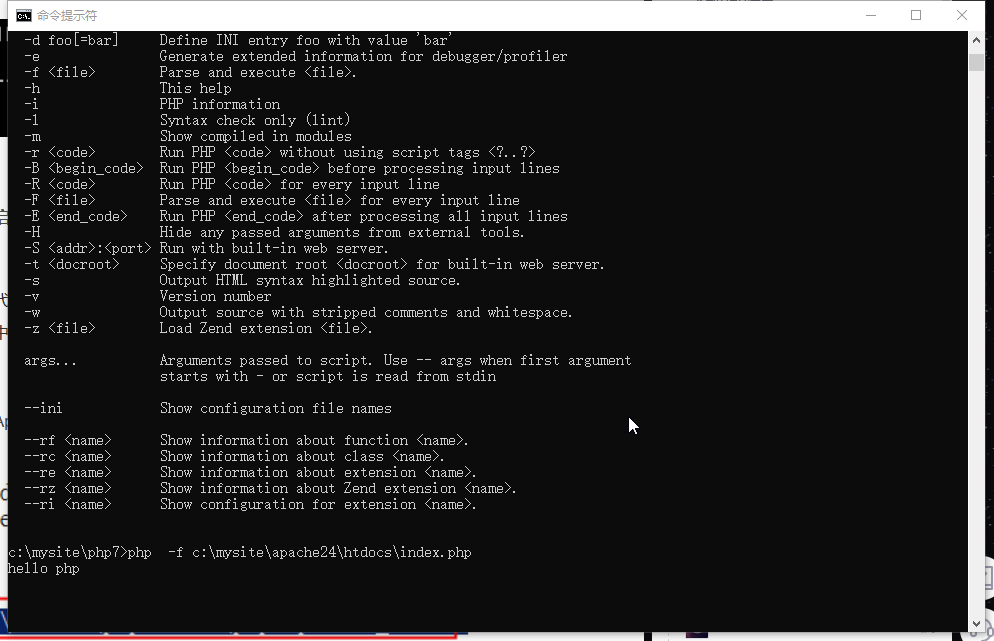 命令提示符
-d foo[=bar] Define INI entry foo with value 'bar'
-e Generate extended information for debugger/profiler
-f <file> Parse and execute <file>.
-h This help
-i PHP information
-l Syntax check only (lint)
-m Show compiled in modules
-r <code> Run PHP <code> without using script tags <?..?>
-B <begin_code> Run PHP <begin_code> before processing input lines
-R <code> Run PHP <code> for every input line
-F <file> Parse and execute <file> for every input line
-E <end_code> Run PHP <end_code> after processing all input lines
-H Hide any passed arguments from external tools.
-S <addr>:<port> Run with built-in web server.
-t <docroot> Specify document root <docroot> for built-in web server.
-s Output HTML syntax highlighted source.
-v Version number
-w Output source with stripped comments and whitespace.
-z <file> Load Zend extension <file>.
args... Arguments passed to script. Use -- args when first argument
starts with - or script is read from stdin
--ini Show configuration file names
--rf <name> Show information about function <name>.
--rc <name> Show information about class <name>.
--re <name> Show information about extension <name>.
--rz <name> Show information about Zend extension <name>.
--ri <name> Show configuration for extension <name>.
c:\mysite\php7>php -f c:\mysite\apache24\htdocs\index.php
hello php